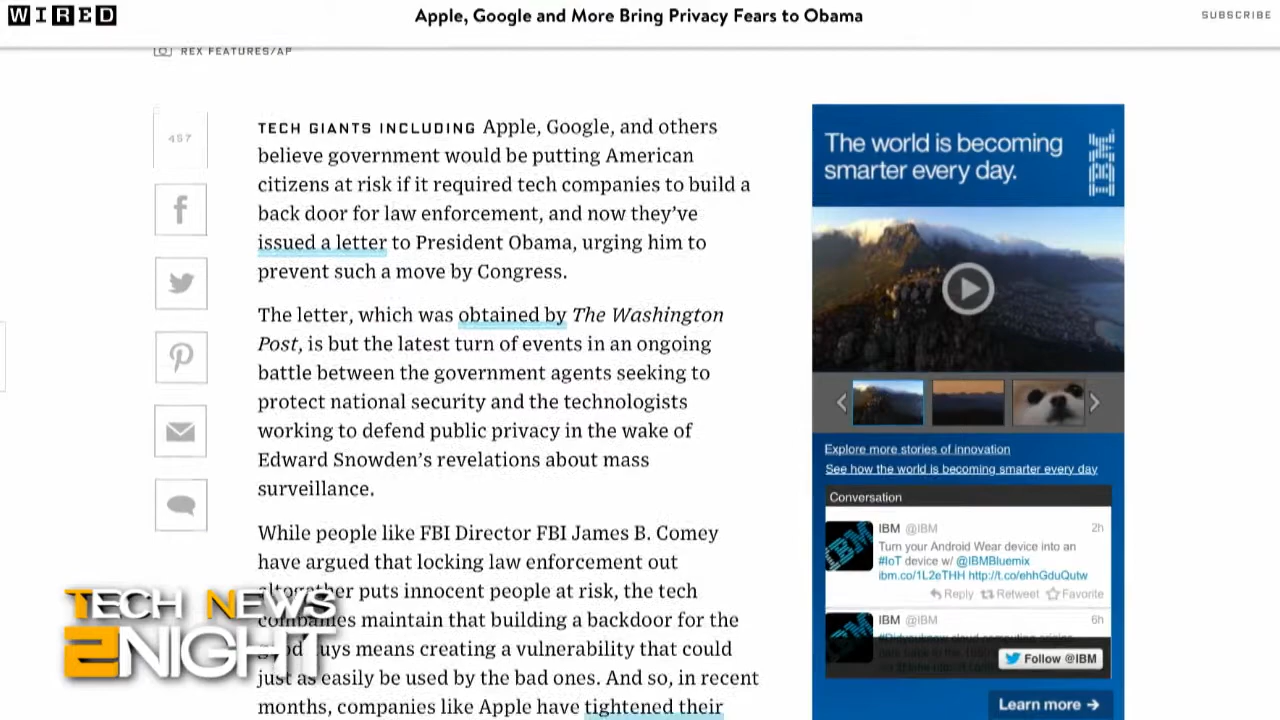 WIRED
Apple, Google and More Bring Privacy Fears to Obama
SUBSCRIBE
REX FEATURES/AP
457
TECH GIANTS INCLUDING Apple, Google, and others
believe government would be putting American
citizens at risk if it required tech companies to build a
back door for law enforcement, and now they've
issued a letter to President Obama, urging him to
prevent such a move by Congress.
The letter, which was obtained by The Washington
Post, is but the latest turn of events in an ongoing
battle between the government agents seeking to
protect national security and the technologists
working to defend public privacy in the wake of
Edward Snowden's revelations about mass
surveillance.
While people like FBI Director FBI James B. Comey
have argued that locking law enforcement out
altogether puts innocent people at risk, the tech
companies maintain that building a backdoor for the
good guys means creating a vulnerability that could
just as easily be used by the bad ones. And so, in recent
months, companies like Apple have tightened their
The world is becoming
smarter every day.
IBM
Explore more stories of innovation
See how the world is becoming smarter every day
Conversation
IBM @IBM 2h
Turn your Android Wear device into an
#IoT device w/ @IBMBluemix
ibm.co/1L2eTHH http://t.co/ehhGduQutw
Reply Retweet Favorite
IBM @IBM 6h
Follow @IBM
Learn more
TECH NEWS
2NIGHT